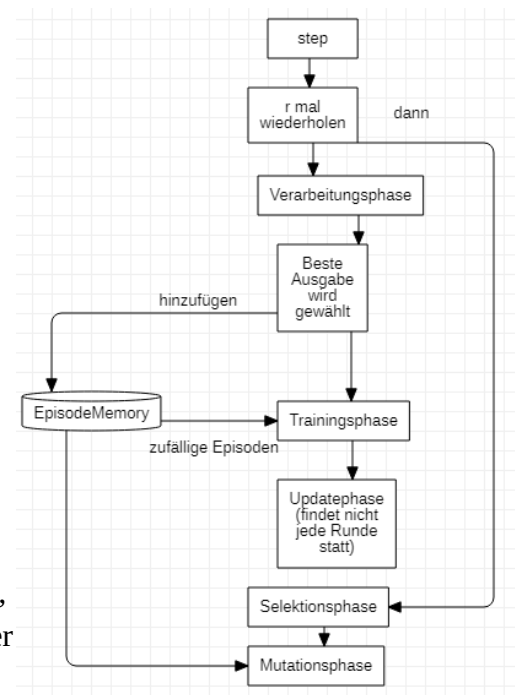 step
r mal
wiederholen
dann
Verarbeitungsphase
Beste
Ausgabe
wird
gewählt
hinzufügen
EpisodeMemory
Trainingsphase
zufällige Episoden
Updatephase
(findet nicht
jede Runde
statt)
Selektionsphase
,
er
Mutationsphase